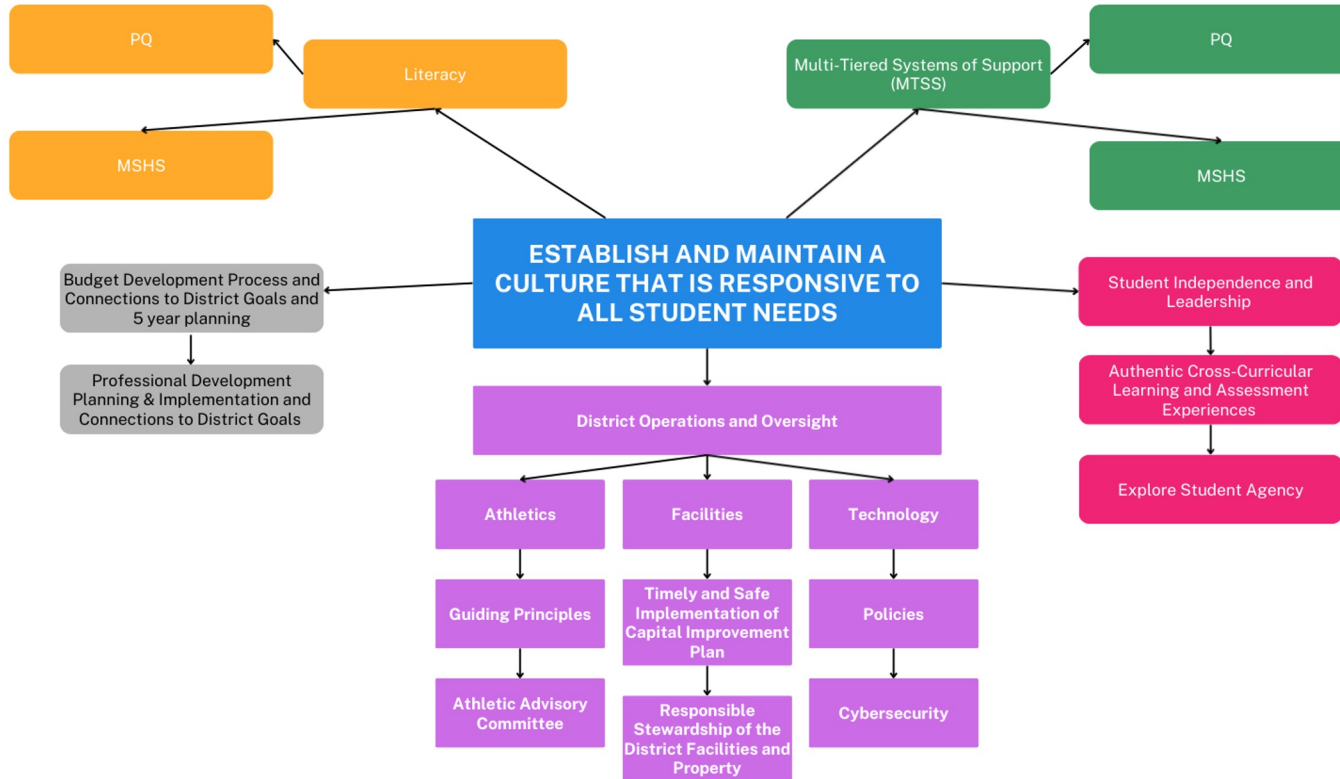 PQ
Literacy
MSHS
Multi-Tiered Systems of Support
(MTSS)
PQ
MSHS
ESTABLISH AND MAINTAIN A
CULTURE THAT IS RESPONSIVE TO
ALL STUDENT NEEDS
Budget Development Process and
Connections to District Goals and
5 year planning
Professional Development
Planning & Implementation and
Connections to District Goals
Student Independence and
Leadership
Authentic Cross-Curricular
Learning and Assessment
Experiences
Explore Student Agency
District Operations and Oversight
Athletics
Guiding Principles
Athletic Advisory
Committee
Facilities
Timely and Safe
Implementation of
Capital Improvement
Plan
Responsible
Stewardship of the
District Facilities and
Property
Technology
Policies
Cybersecurity